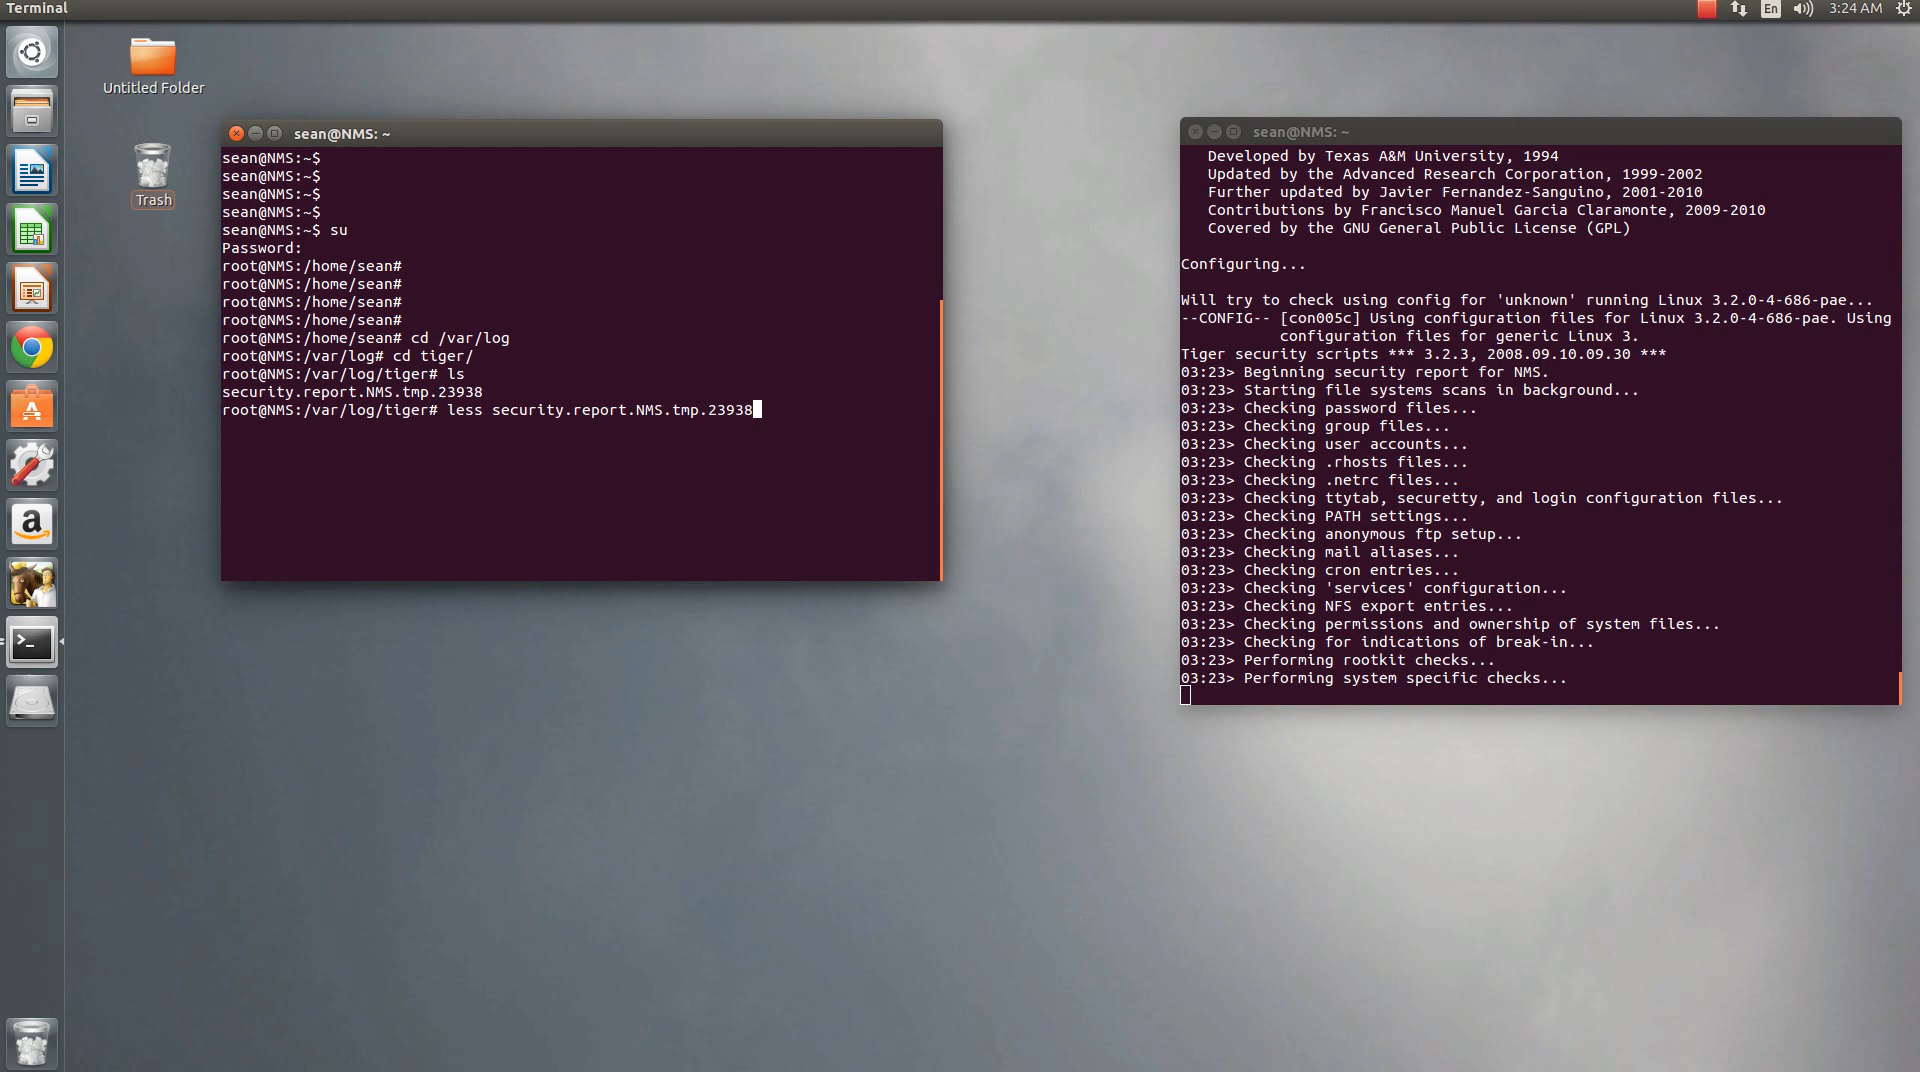 Terminal
En
3:24 AM
Untitled Folder
Trash
sean@NMS: ~
sean@NMS:~$
sean@NMS:~$
sean@NMS:~$
sean@NMS:~$
sean@NMS:~$ su
Password:
root@NMS:/home/sean#
root@NMS:/home/sean#
root@NMS:/home/sean#
root@NMS:/home/sean#
root@NMS:/home/sean# cd /var/log
root@NMS:/var/log# cd tiger/
root@NMS:/var/log/tiger# ls
security.report.NMS.tmp.23938
root@NMS:/var/log/tiger# less security.report.NMS.tmp.23938
sean@NMS: ~
Developed by Texas A&M University, 1994
Updated by the Advanced Research Corporation, 1999-2002
Further updated by Javier Fernandez-Sanguino, 2001-2010
Contributions by Francisco Manuel Garcia Claramonte, 2009-2010
Covered by the GNU General Public License (GPL)
Configuring...
Will try to check using config for 'unknown' running Linux 3.2.0-4-686-pae...
--CONFIG-- [con005c] Using configuration files for Linux 3.2.0-4-686-pae. Using
configuration files for generic Linux 3.
Tiger security scripts *** 3.2.3, 2008.09.10.09.30 ***
03:23> Beginning security report for NMS.
03:23> Starting file systems scans in background...
03:23> Checking password files...
03:23> Checking group files...
03:23> Checking user accounts...
03:23> Checking .rhosts files...
03:23> Checking .netrc files...
03:23> Checking ttytab, securetty, and login configuration files...
03:23> Checking PATH settings...
03:23> Checking anonymous ftp setup...
03:23> Checking mail aliases...
03:23> Checking cron entries...
03:23> Checking 'services' configuration...
03:23> Checking NFS export entries...
03:23> Checking permissions and ownership of system files...
03:23> Checking for indications of break-in...
03:23> Performing rootkit checks...
03:23> Performing system specific checks...